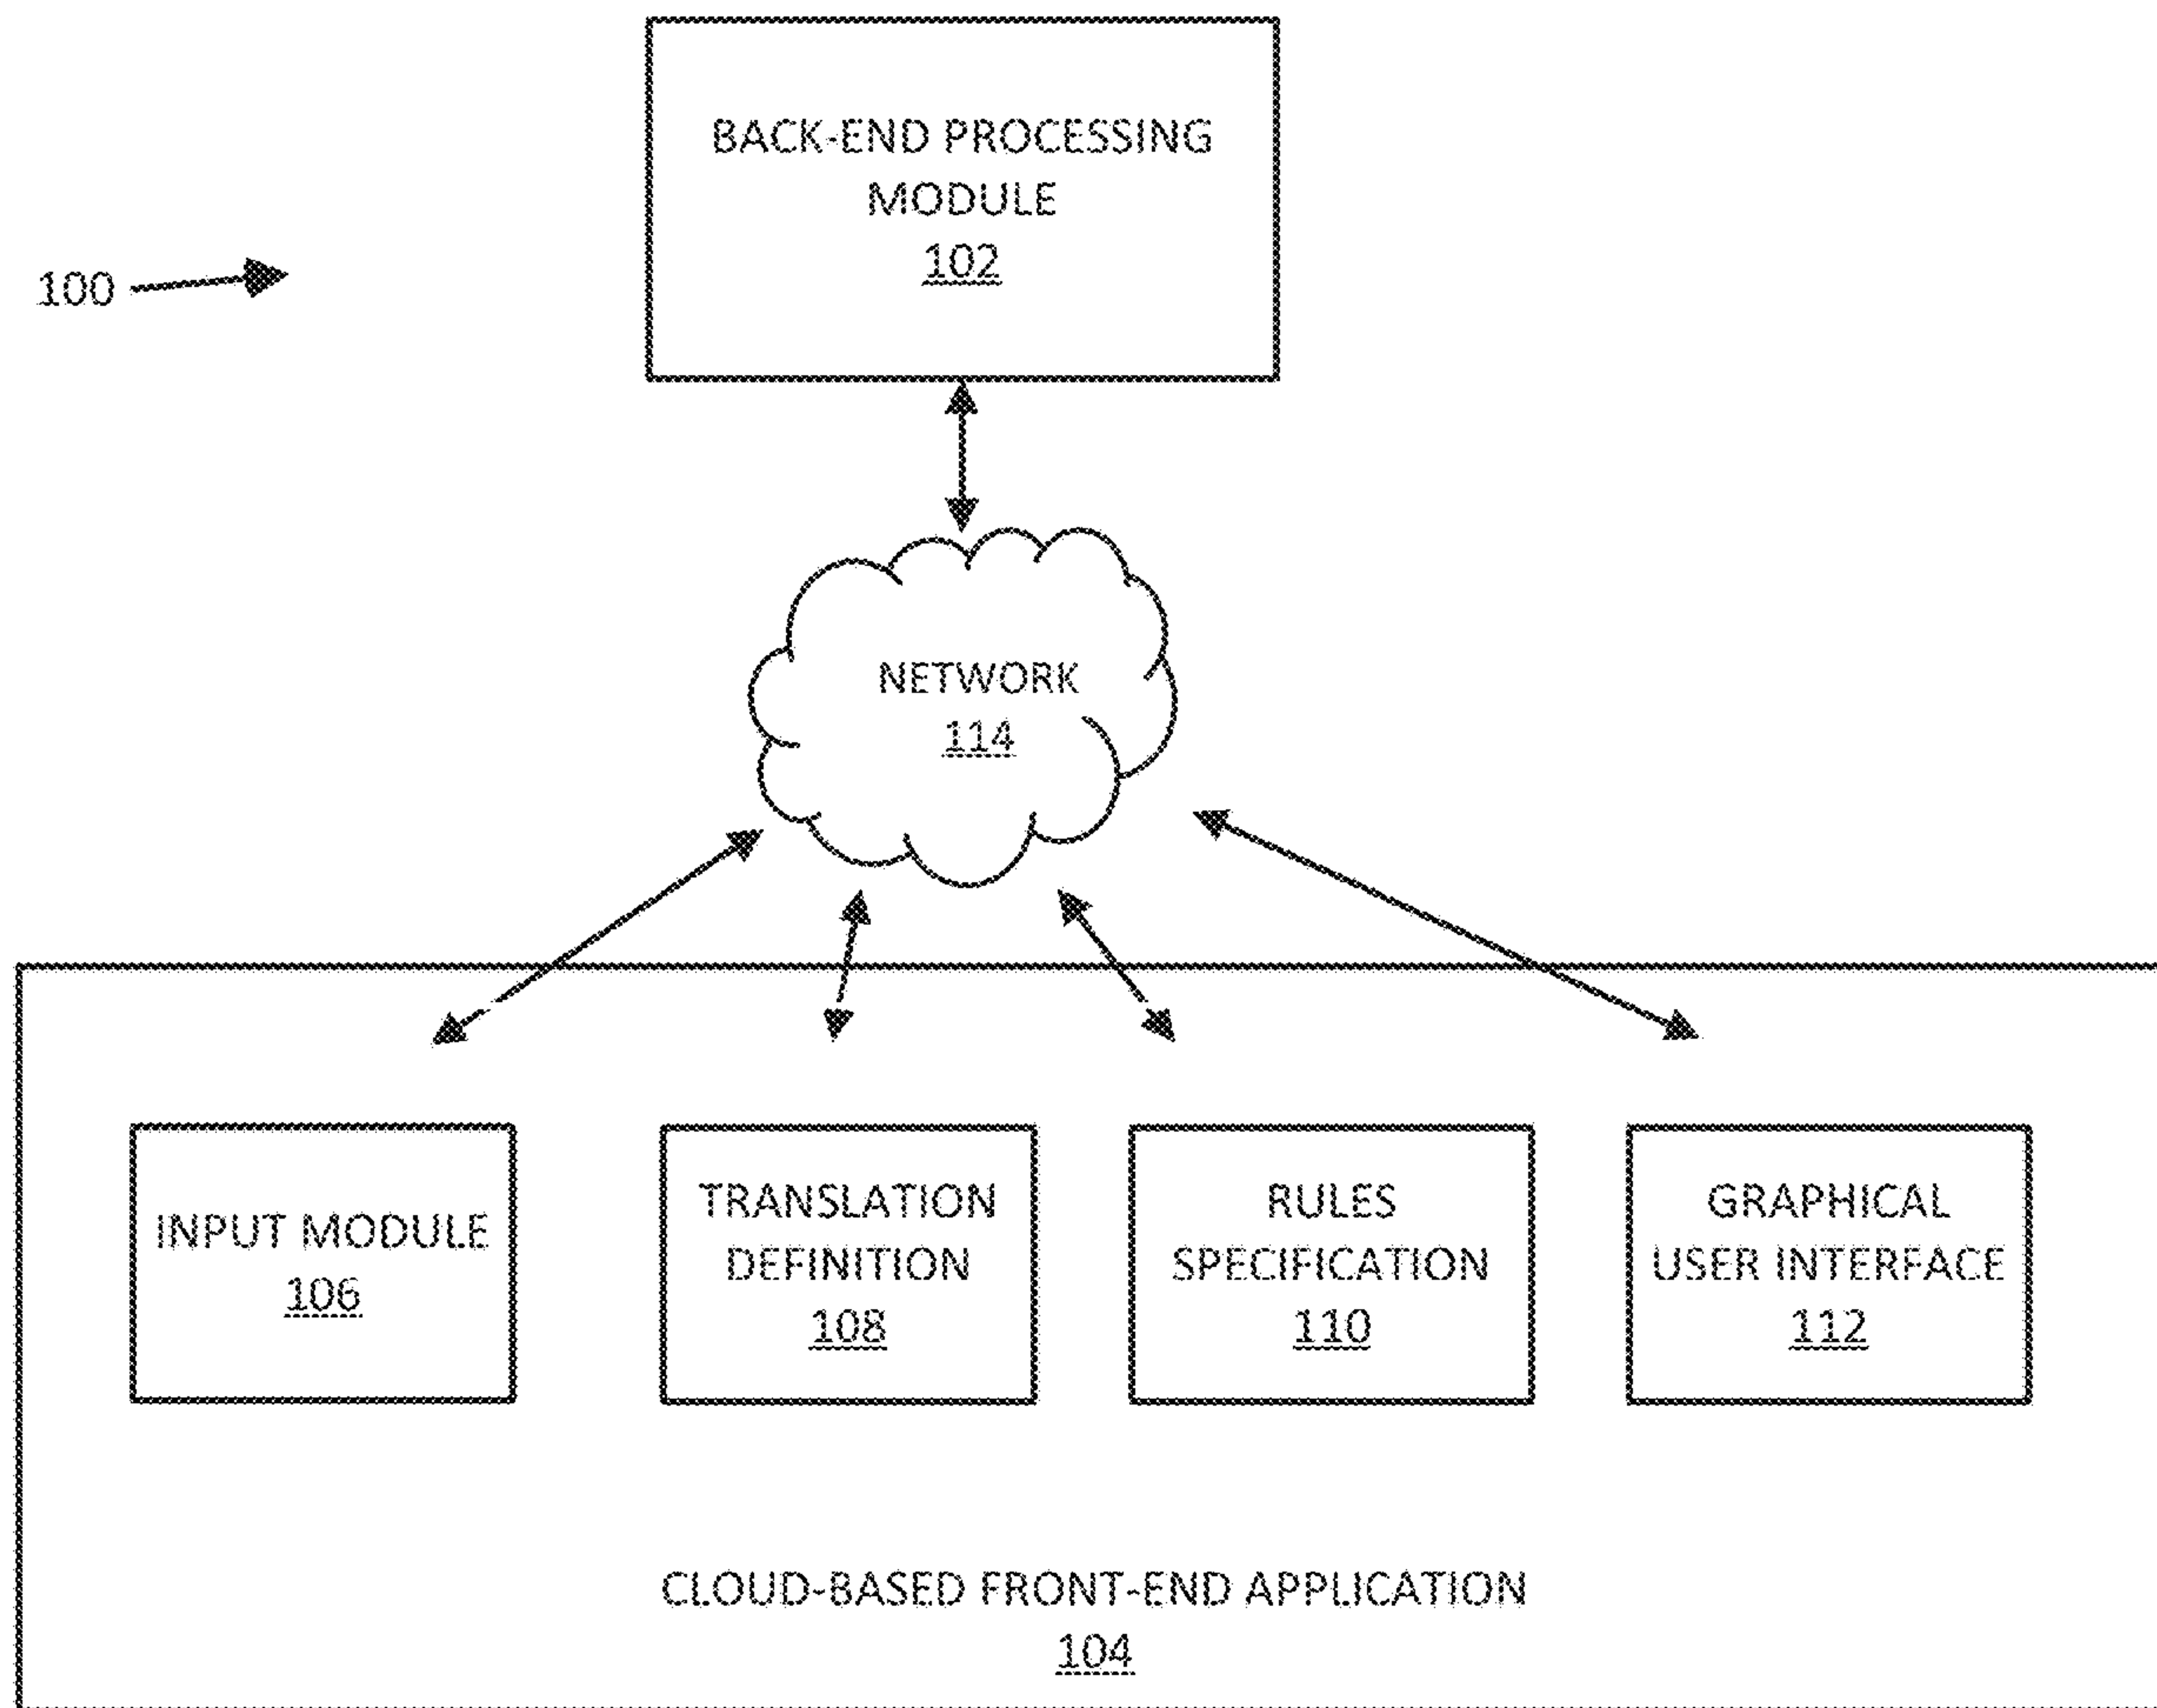 BACK-END PROCESSING
MODULE
102
100
NETWORK
114
INPUT MODULE
106
TRANSLATION
DEFINITION
108
RULES
SPECIFICATION
110
GRAPHICAL
USER INTERFACE
112
CLOUD-BASED FRONT-END APPLICATION
104